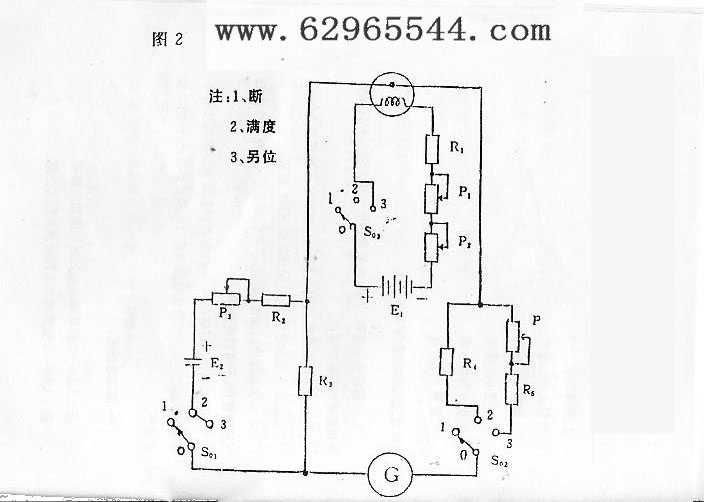 图2 www.62965544.com
注:1、断
2、满度
3、另位
R₁
P₁
P₂
1 2 3
0 S₀₃
+ E₁ −
P₃ R₂
+ E₂ −
R₃
R₄
P
R₅
1 2 3
0 S₀₁
1 2 3
0 S₀₂
G